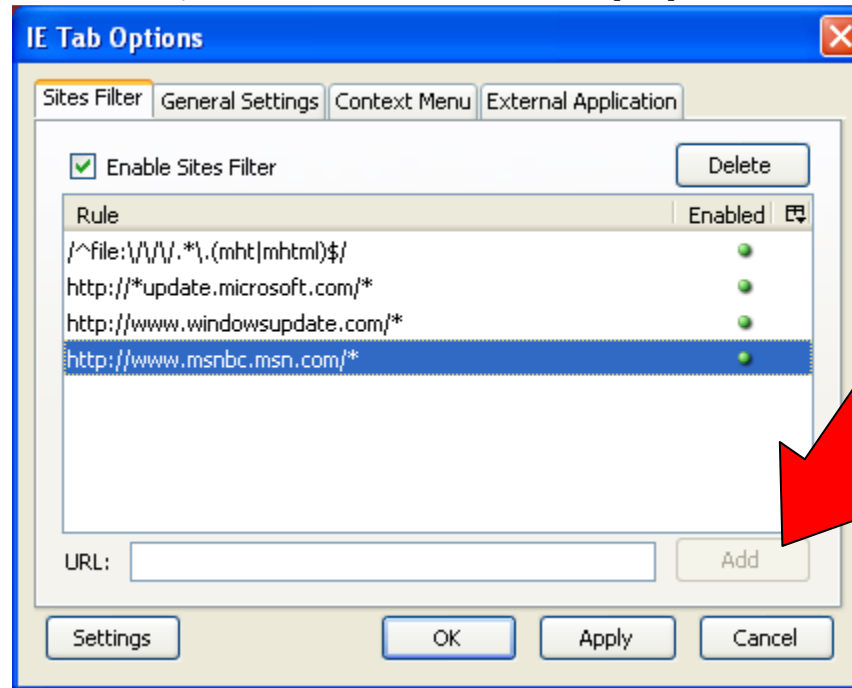 IE Tab Options
Sites Filter General Settings Context Menu External Application
Enable Sites Filter Delete
Rule Enabled
/^file:\/\/\/.*\.(mht|mhtml)$/
http://*update.microsoft.com/*
http://www.windowsupdate.com/*
http://www.msnbc.msn.com/*
URL: Add
Settings OK Apply Cancel